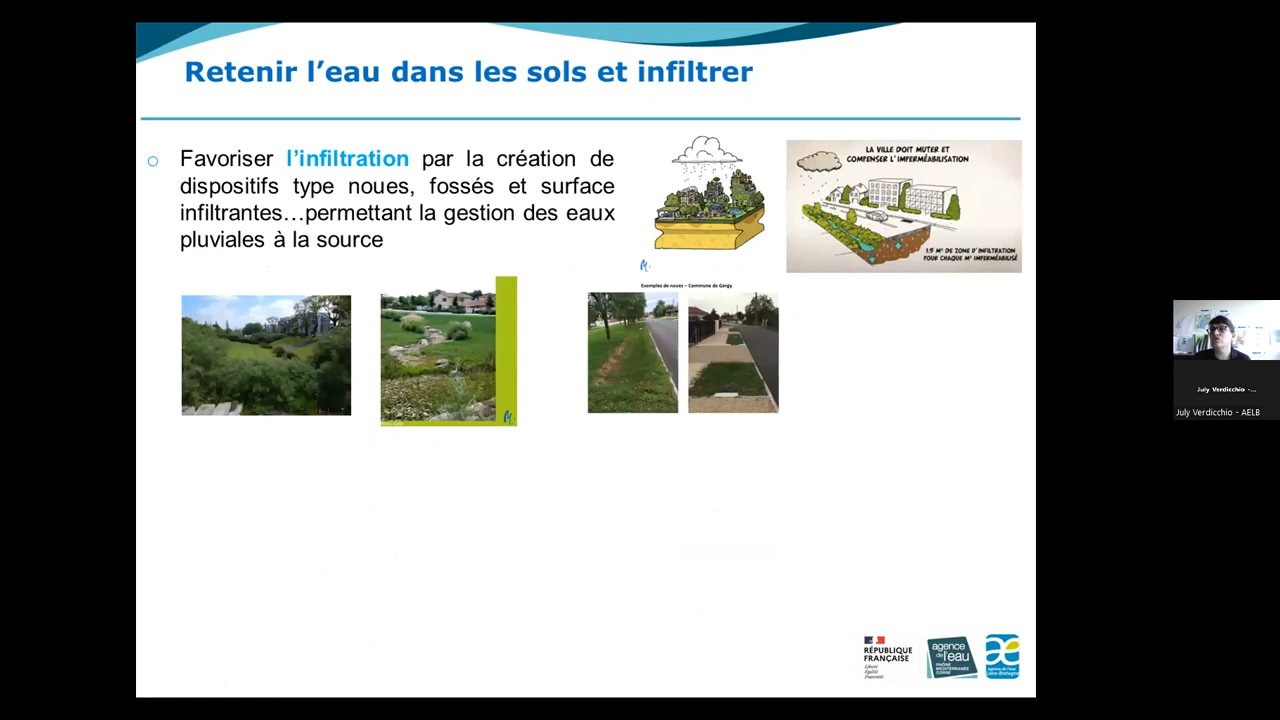 Retenir l'eau dans les sols et infiltrer
o Favoriser l'infiltration par la création de
dispositifs type noues, fossés et surface
infiltrantes…permettant la gestion des eaux
pluviales à la source
LA VILLE DOIT MUTER ET
COMPENSER L'IMPERMÉABILISATION
1.5 M² DE ZONE D'INFILTRATION
POUR CHAQUE M² IMPERMÉABILISÉ
Exemples de noues – Commune de Gergy
July Verdicchio -...
July Verdicchio - AELB
RÉPUBLIQUE
FRANÇAISE
Liberté
Égalité
Fraternité
agence
de l'eau
RHÔNE
MÉDITERRANÉE
CORSE
agence de l'eau
Loire-Bretagne